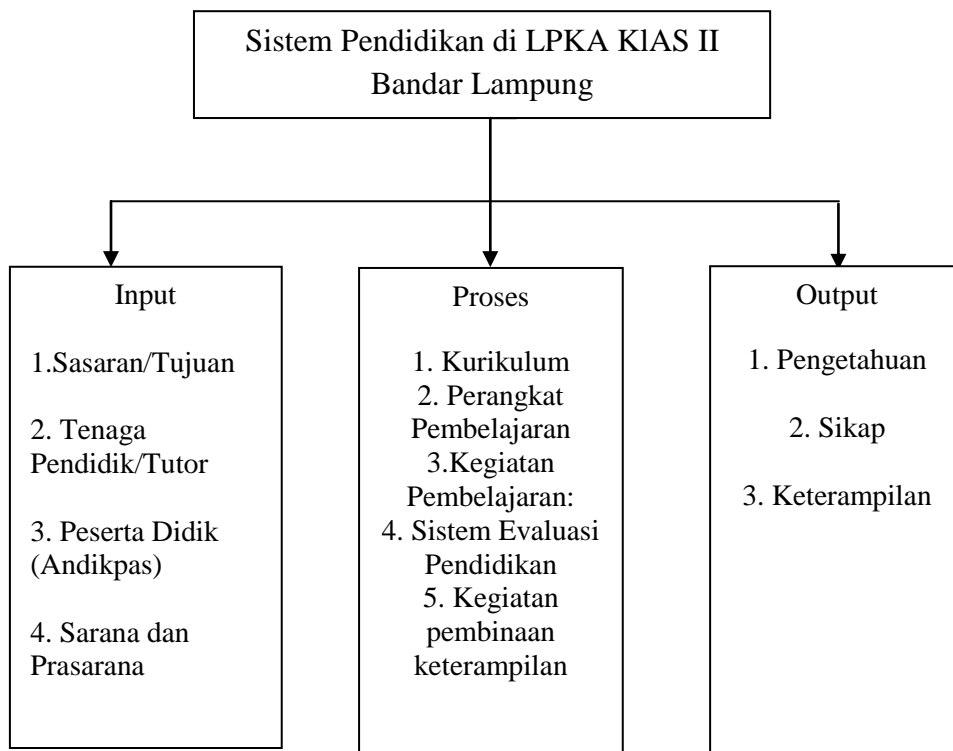 Sistem Pendidikan di LPKA KlAS II
Bandar Lampung
Input
1.Sasaran/Tujuan
2. Tenaga
Pendidik/Tutor
3. Peserta Didik
(Andikpas)
4. Sarana dan
Prasarana
Proses
1. Kurikulum
2. Perangkat
Pembelajaran
3.Kegiatan
Pembelajaran:
4. Sistem Evaluasi
Pendidikan
5. Kegiatan
pembinaan
keterampilan
Output
1. Pengetahuan
2. Sikap
3. Keterampilan